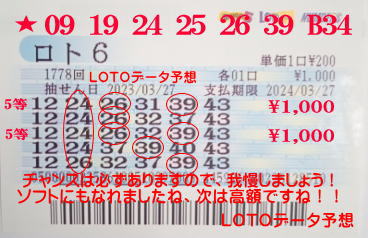 ★ 09 19 24 25 26 39 B34
ロト6
単価1口¥200
1778回 LOTOデータ予想 各01口 ¥1,000
抽せん日 2023/03/27 支払期限 2024/03/27
5等 12 24 26 31 39 43 ¥1,000
12 24 26 32 37 43
5等 12 24 26 32 39 43 ¥1,000
12 24 37 39 40 43
12 26 32 37 39 43
チャンスは必ずありますので、我慢しましょう!
ソフトにもなれましたね、次は高額ですね!!
LOTOデータ予想